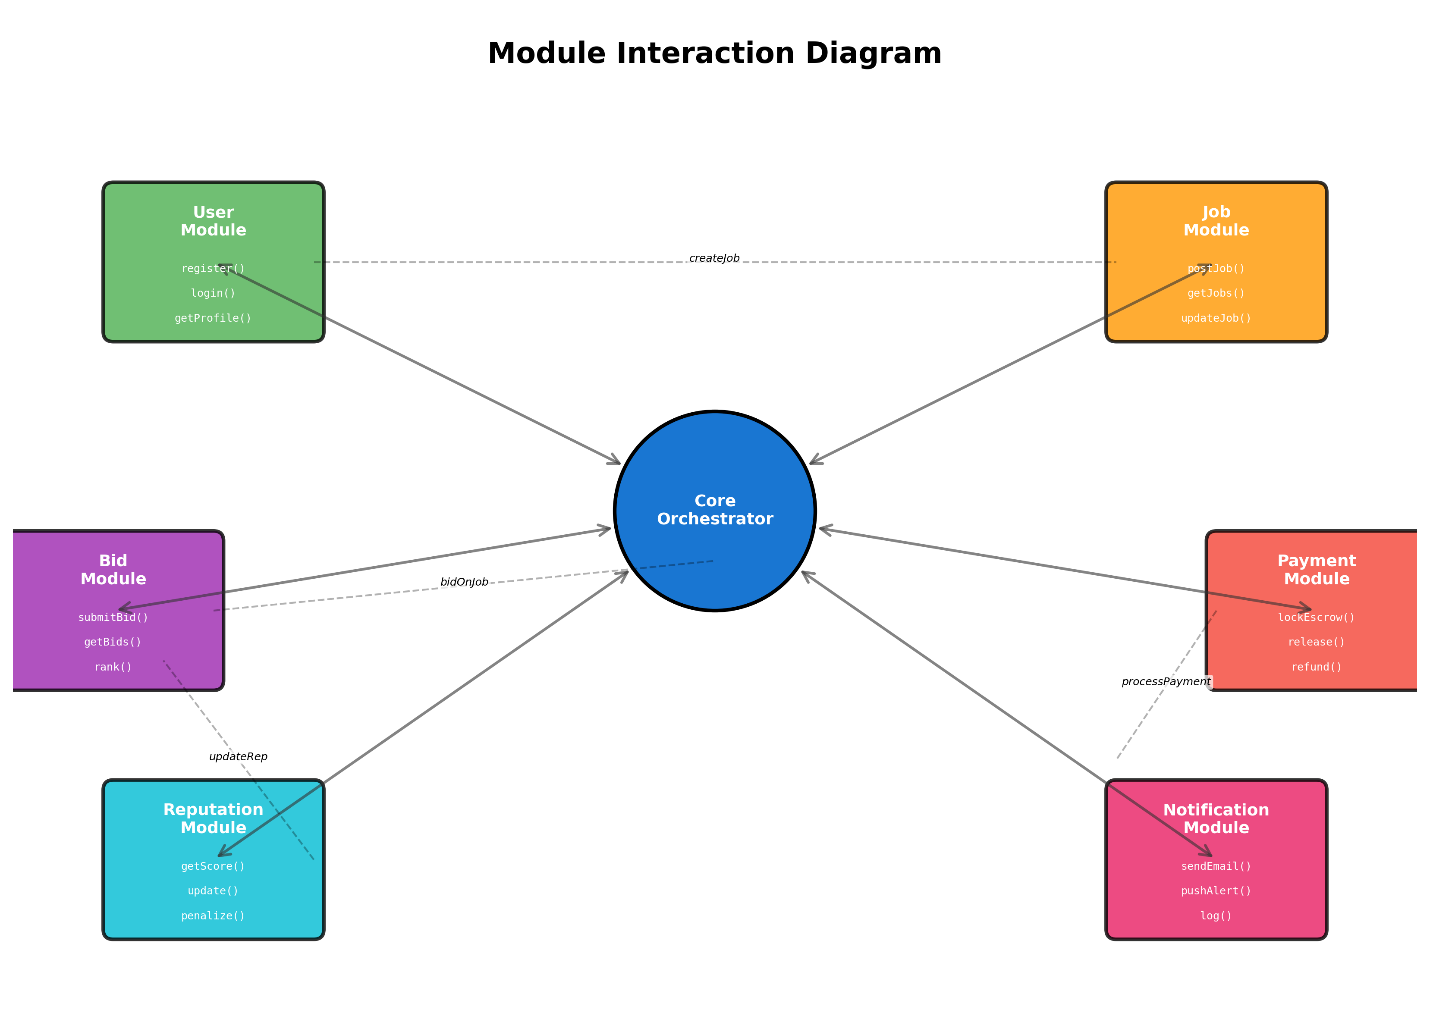 Module Interaction Diagram
User
Module
register()
login()
getProfile()
createJob
Job
Module
postJob()
getJobs()
updateJob()
Core
Orchestrator
Bid
Module
submitBid()
getBids()
rank()
bidOnJob
Payment
Module
lockEscrow()
release()
refund()
processPayment
updateRep
Reputation
Module
getScore()
update()
penalize()
Notification
Module
sendEmail()
pushAlert()
log()